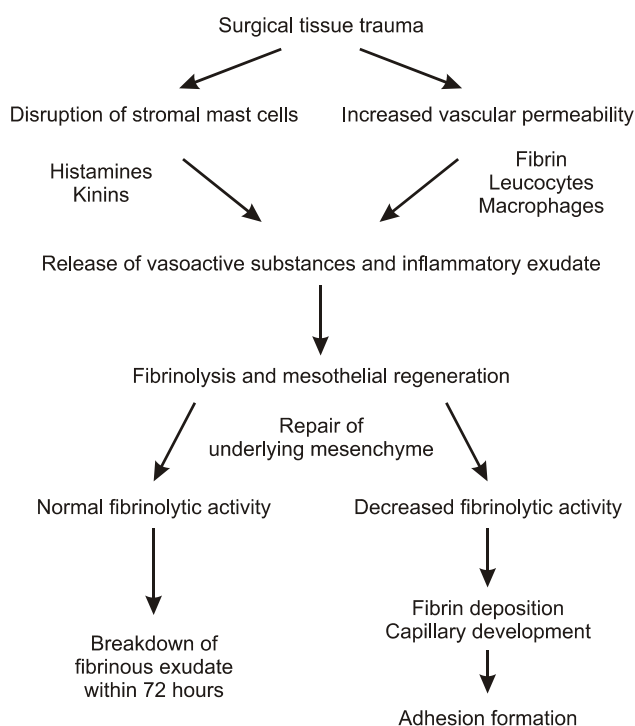 Surgical tissue trauma
Disruption of stromal mast cells
Increased vascular permeability
Histamines
Kinins
Fibrin
Leucocytes
Macrophages
Release of vasoactive substances and inflammatory exudate
Fibrinolysis and mesothelial regeneration
Repair of
underlying mesenchyme
Normal fibrinolytic activity
Decreased fibrinolytic activity
Breakdown of
fibrinous exudate
within 72 hours
Fibrin deposition
Capillary development
Adhesion formation